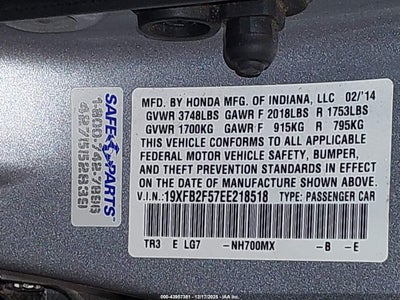 MFD. BY HONDA MFG. OF INDIANA, LLC 02/'14
GVWR 3748LBS GAWR F 2018LBS R 1753LBS
GVWR 1700KG GAWR F 915KG R 795KG
THIS VEHICLE CONFORMS TO ALL APPLICABLE
FEDERAL MOTOR VEHICLE SAFETY, BUMPER,
AND THEFT PREVENTION STANDARDS IN EFFECT
ON THE DATE OF MANUFACTURE SHOWN ABOVE.
V.I.N.:19XFB2F57EE218518 TYPE: PASSENGER CAR
TR3 E LG7 -NH700MX -B -E
SAFE PARTS
1-800-742-7896
000-43957381 - 12/17/2025 - IAA